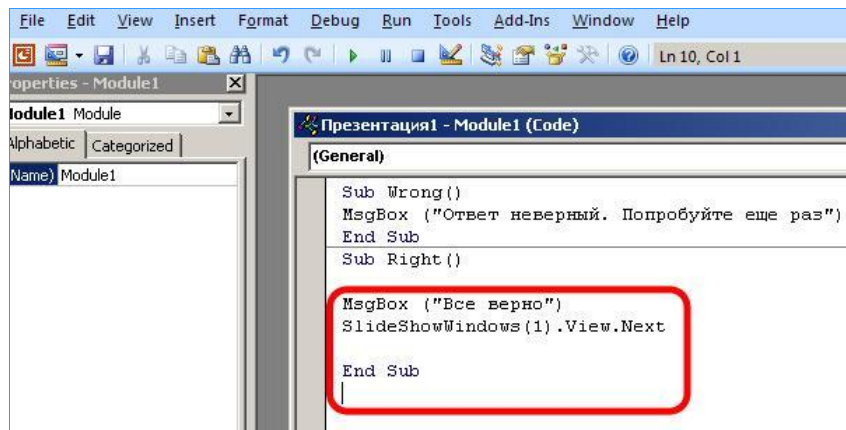 File Edit View Insert Format Debug Run Tools Add-Ins Window Help
Ln 10, Col 1
roperties - Module1
lodule1 Module
Alphabetic Categorized
Name) Module1
Презентация1 - Module1 (Code)
(General)
Sub Wrong()
MsgBox ("Ответ неверный. Попробуйте еще раз")
End Sub
Sub Right()
MsgBox ("Все верно")
SlideShowWindows(1).View.Next
End Sub